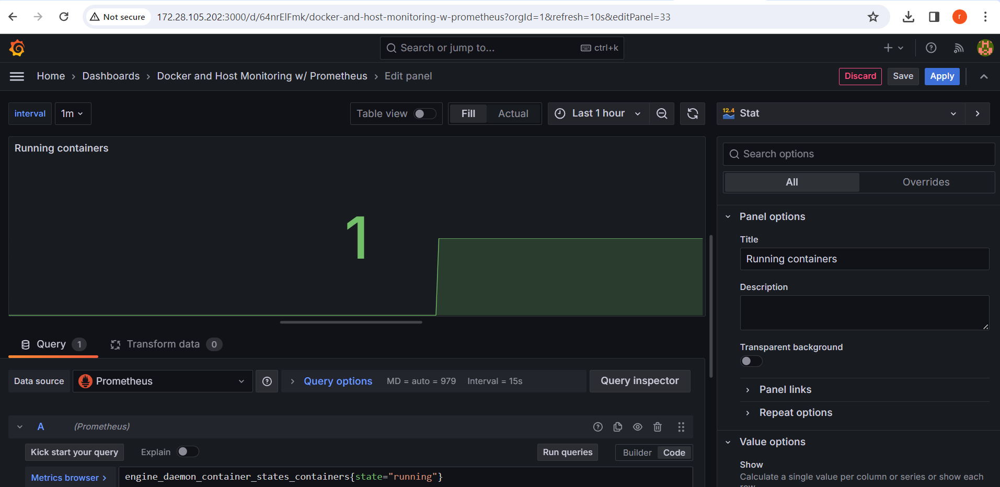 Not secure 172.28.105.202:3000/d/64nrElFmk/docker-and-host-monitoring-w-prometheus?orgId=1&refresh=10s&editPanel=33 r
Search or jump to... ctrl+k
Home › Dashboards › Docker and Host Monitoring w/ Prometheus › Edit panel Discard Save Apply
interval 1m Table view Fill Actual Last 1 hour 12.4 Stat
Running containers
1
Search options
All Overrides
Panel options
Title
Running containers
Description
Transparent background
Panel links
Repeat options
Value options
Show
Calculate a single value per column or series or show each
Query 1 Transform data 0
Data source Prometheus Query options MD = auto = 979 Interval = 15s Query inspector
A (Prometheus)
Kick start your query Explain Run queries Builder Code
Metrics browser > engine_daemon_container_states_containers{state="running"}